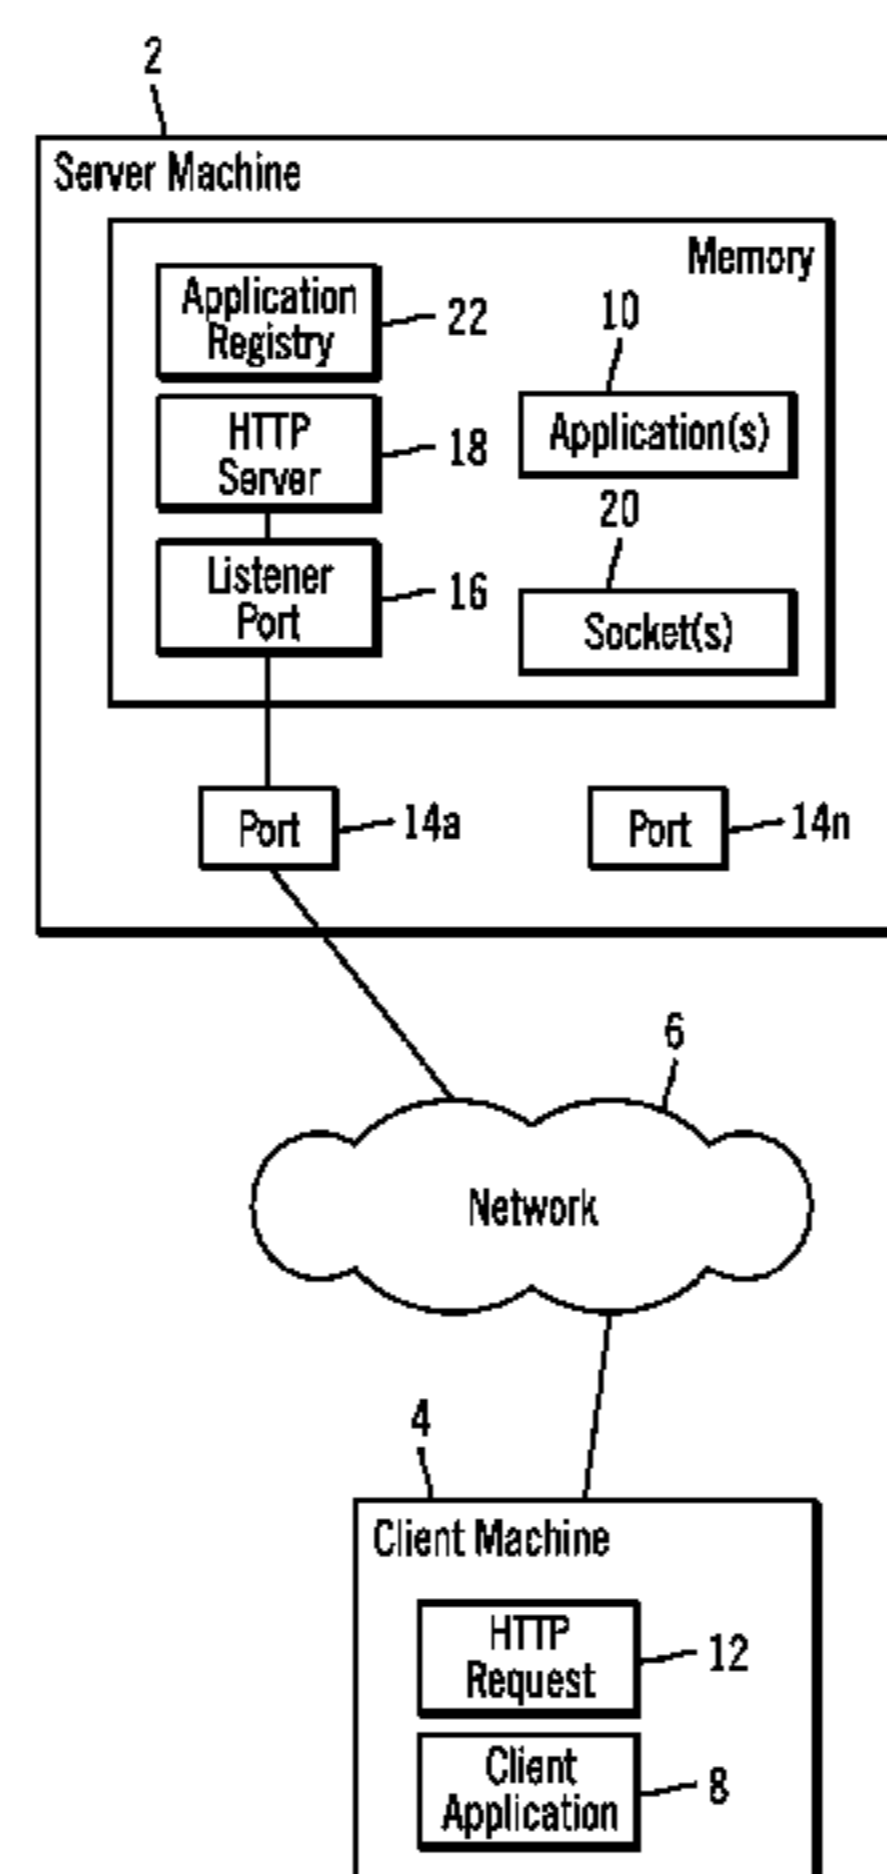 2
Server Machine
Memory
Application
Registry
22
10
Application(s)
HTTP
Server
18
20
Listener
Port
16
Socket(s)
Port
14a
Port
14n
6
Network
4
Client Machine
HTTP
Request
12
Client
Application
8